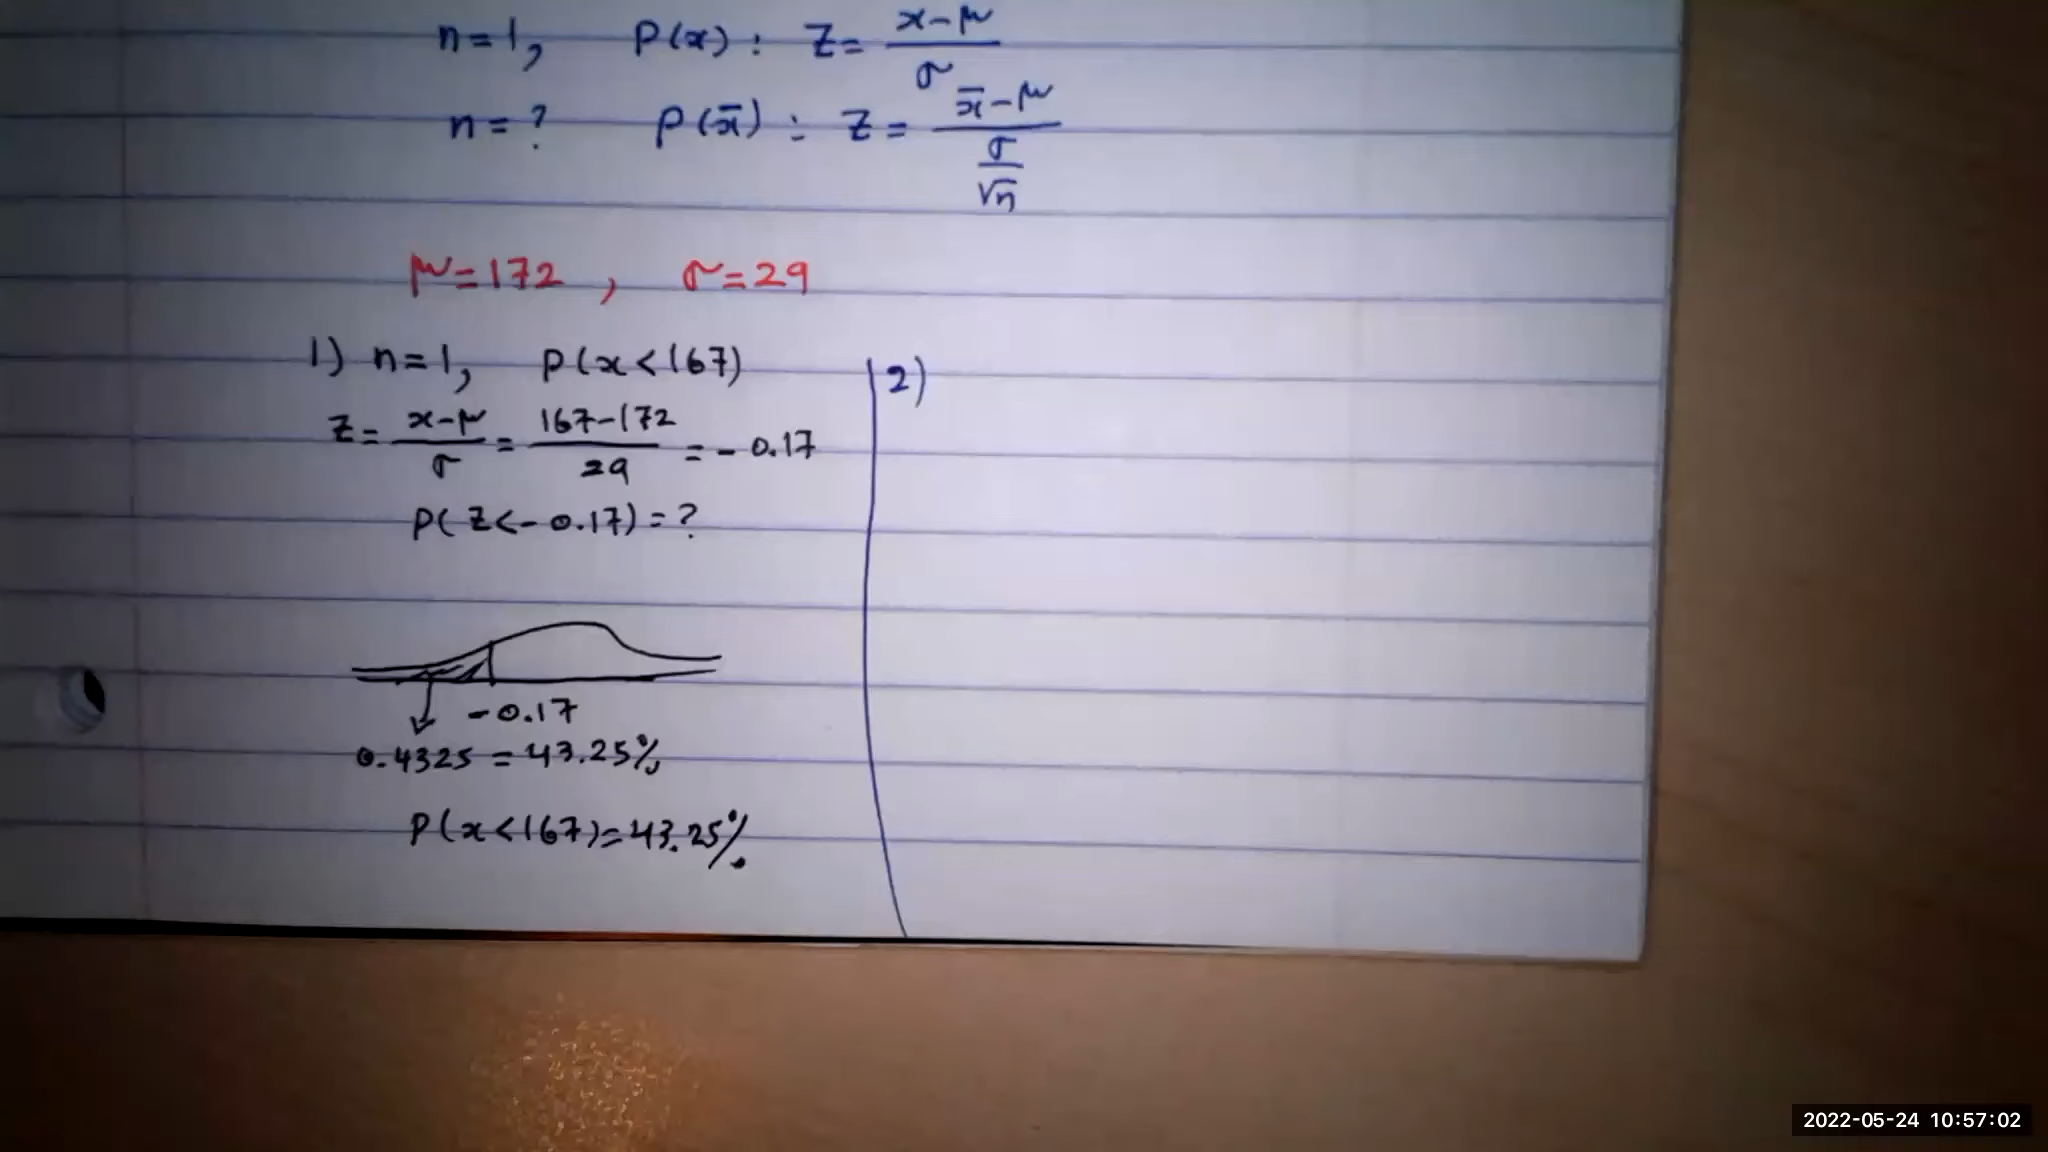 n=1, P(x): Z= x-μ
σ
n=? P(x̄): Z= x̄-μ
σ
√n
μ=172, σ=29
1) n=1, P(x<167)
Z= x-μ = 167-172 = -0.17
σ 29
P(Z<-0.17)=?
-0.17
0.4325=43.25%
P(x<167)=43.25%
2)
2022-05-24 10:57:02